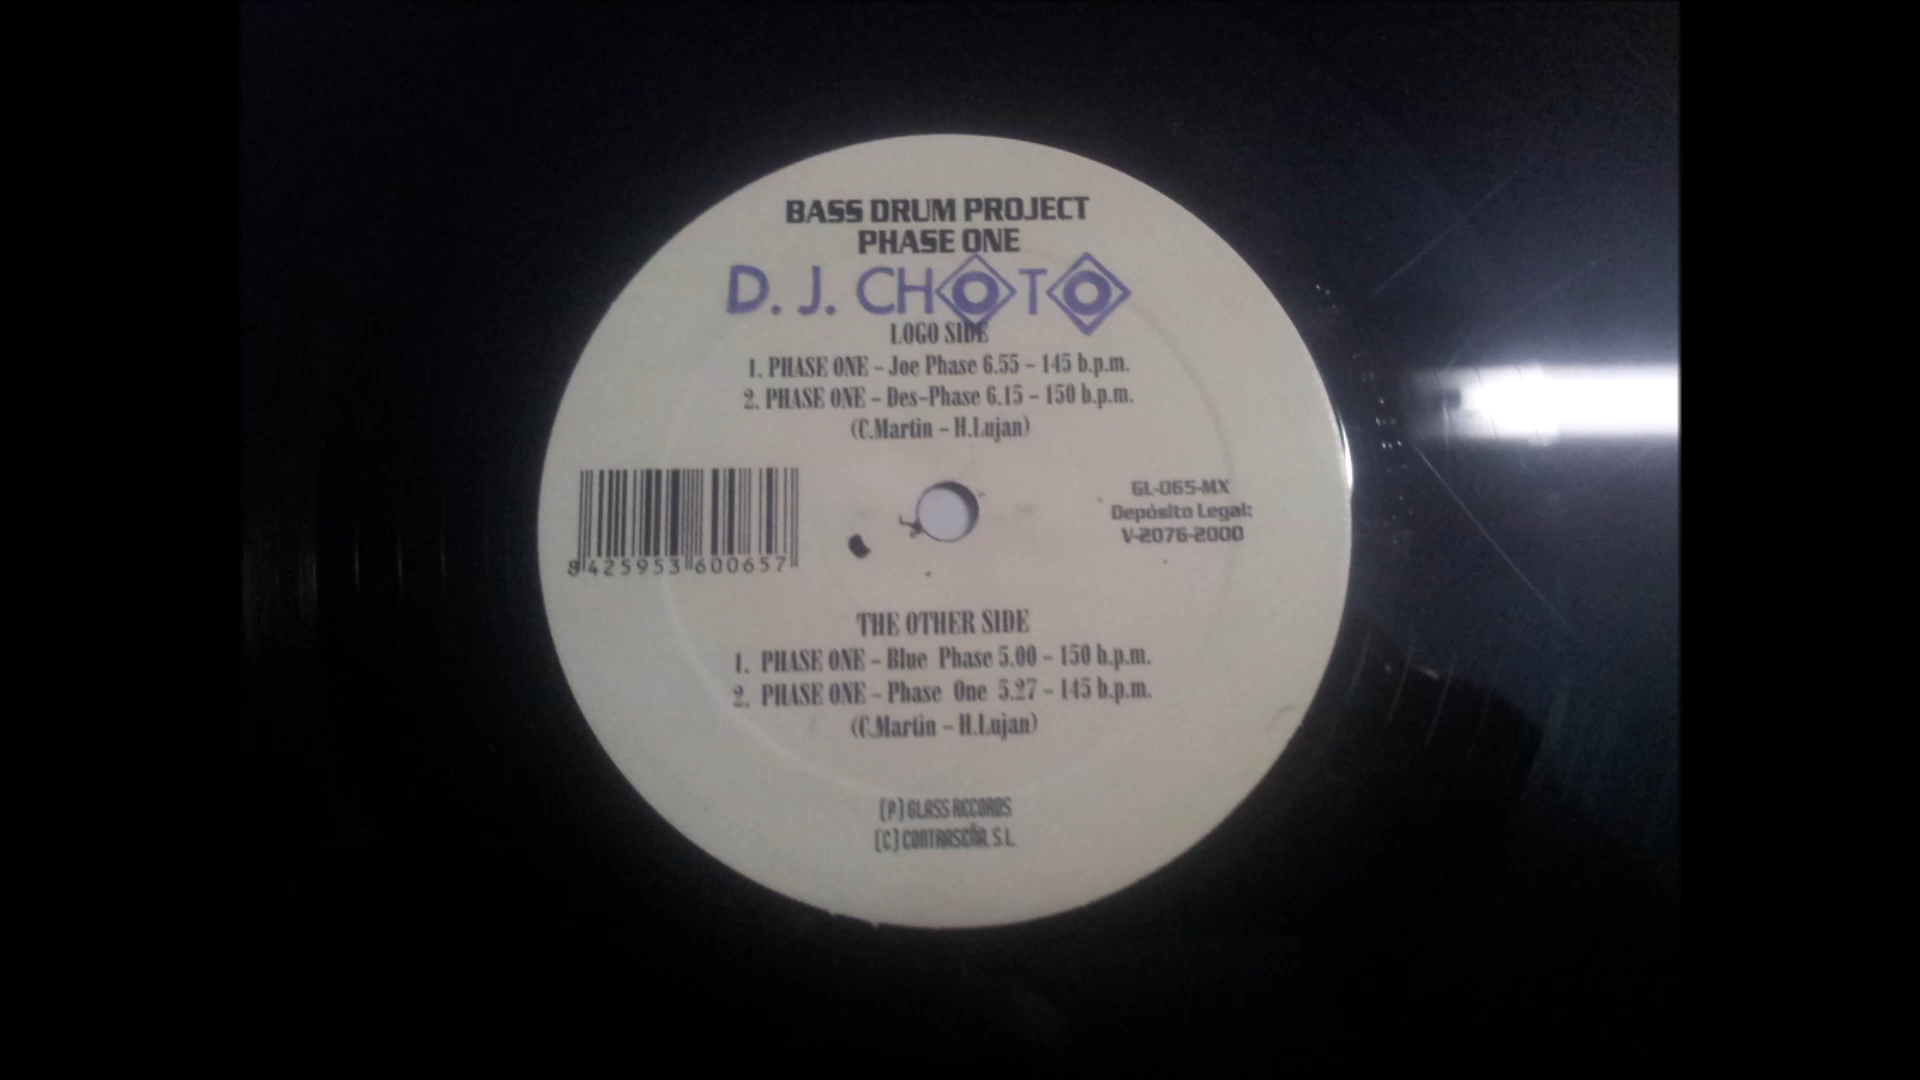 BASS DRUM PROJECT
PHASE ONE
D. J. CHOTO
LOGO SIDE
1. PHASE ONE - Joe Phase 6.55 - 145 b.p.m.
2. PHASE ONE - Des-Phase 6.15 - 150 b.p.m.
(C.Martin - H.Lujan)
8 425953 600657
GL-065-MX
Depósito Legal:
V-2076-2000
THE OTHER SIDE
1. PHASE ONE - Blue Phase 5.00 - 150 b.p.m.
2. PHASE ONE - Phase One 5.27 - 145 b.p.m.
(C.Martin - H.Lujan)
(P) GLASS RECORDS
(C) CONTRASEÑA, S.L.